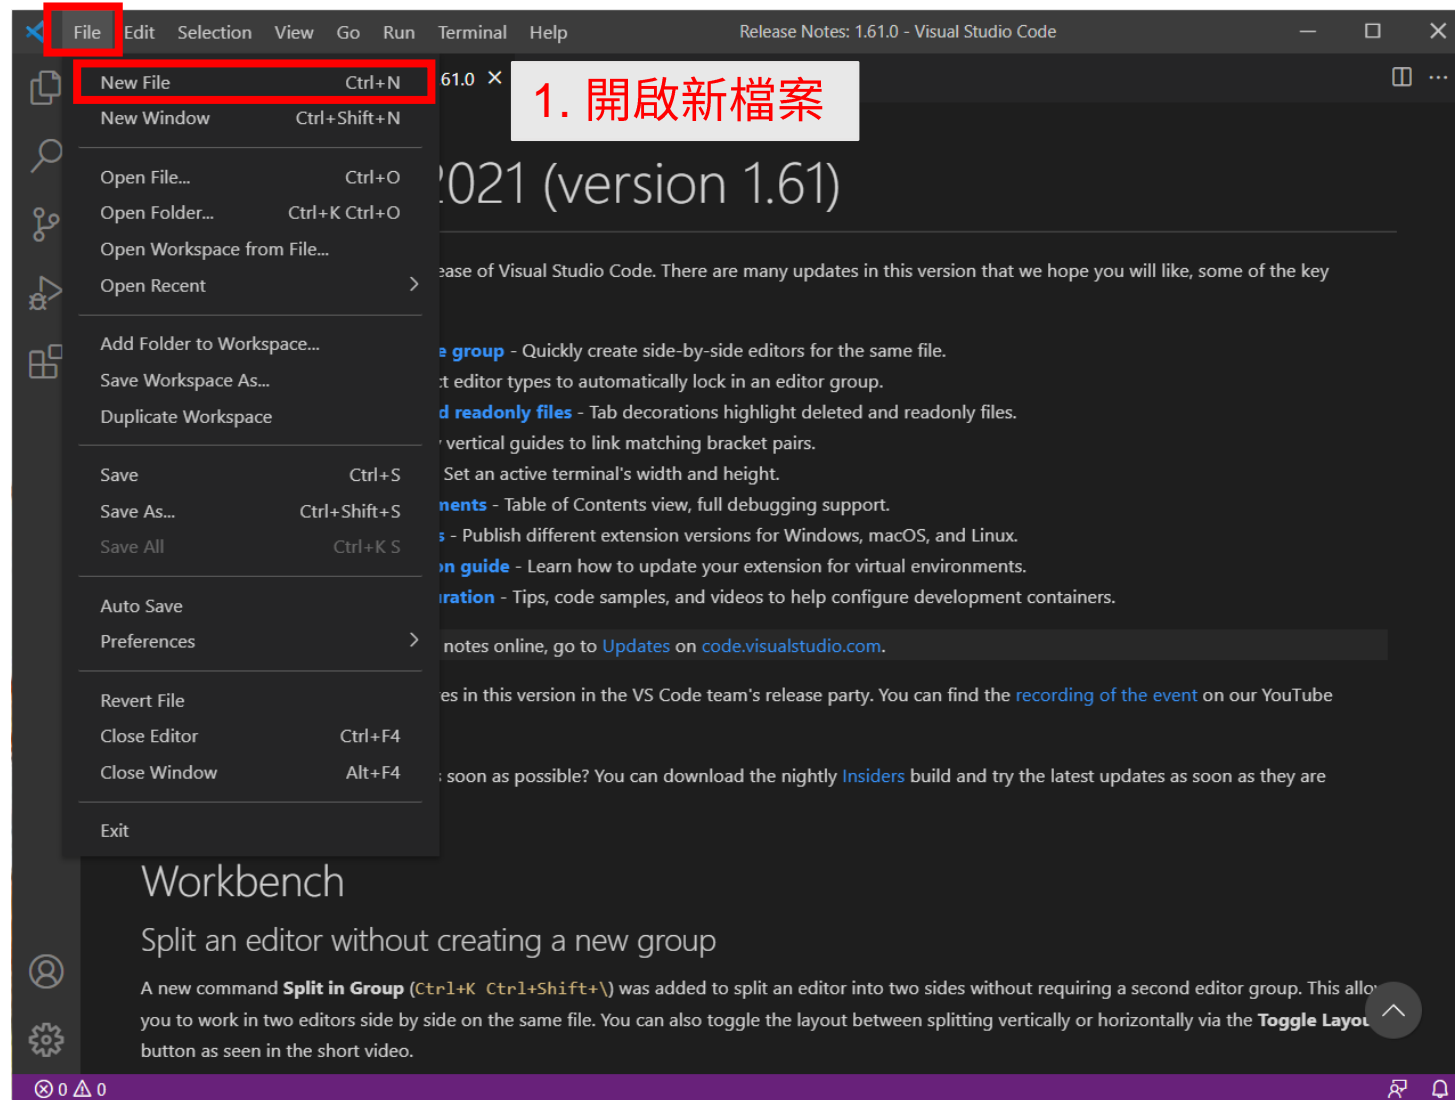 File Edit Selection View Go Run Terminal Help Release Notes: 1.61.0 - Visual Studio Code
New File Ctrl+N
61.0
1. 開啟新檔案
New Window Ctrl+Shift+N
Open File... Ctrl+O
2021 (version 1.61)
Open Folder... Ctrl+K Ctrl+O
Open Workspace from File...
ease of Visual Studio Code. There are many updates in this version that we hope you will like, some of the key
Open Recent
Add Folder to Workspace...
e group - Quickly create side-by-side editors for the same file.
Save Workspace As...
ct editor types to automatically lock in an editor group.
Duplicate Workspace
d readonly files - Tab decorations highlight deleted and readonly files.
vertical guides to link matching bracket pairs.
Save Ctrl+S
Set an active terminal's width and height.
Save As... Ctrl+Shift+S
ments - Table of Contents view, full debugging support.
s - Publish different extension versions for Windows, macOS, and Linux.
Save All Ctrl+K S
on guide - Learn how to update your extension for virtual environments.
Auto Save
uration - Tips, code samples, and videos to help configure development containers.
Preferences
notes online, go to Updates on code.visualstudio.com.
Revert File
es in this version in the VS Code team's release party. You can find the recording of the event on our YouTube
Close Editor Ctrl+F4
Close Window Alt+F4
soon as possible? You can download the nightly Insiders build and try the latest updates as soon as they are
Exit
Workbench
Split an editor without creating a new group
A new command Split in Group (Ctrl+K Ctrl+Shift+\) was added to split an editor into two sides without requiring a second editor group. This allow
you to work in two editors side by side on the same file. You can also toggle the layout between splitting vertically or horizontally via the Toggle Layou
button as seen in the short video.
0 0